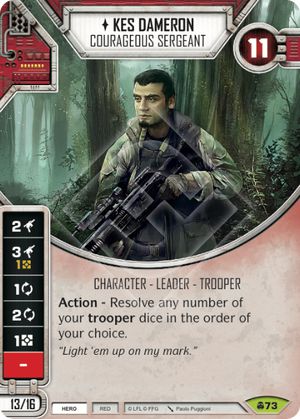 KES DAMERON
COURAGEOUS SERGEANT
11
2
3
1
1
2
1
-
CHARACTER - LEADER - TROOPER
Action - Resolve any number of
your trooper dice in the order of
your choice.
“Light ‘em up on my mark.”
13/16
HERO
RED
© LFL © FFG
Paolo Puggioni
73